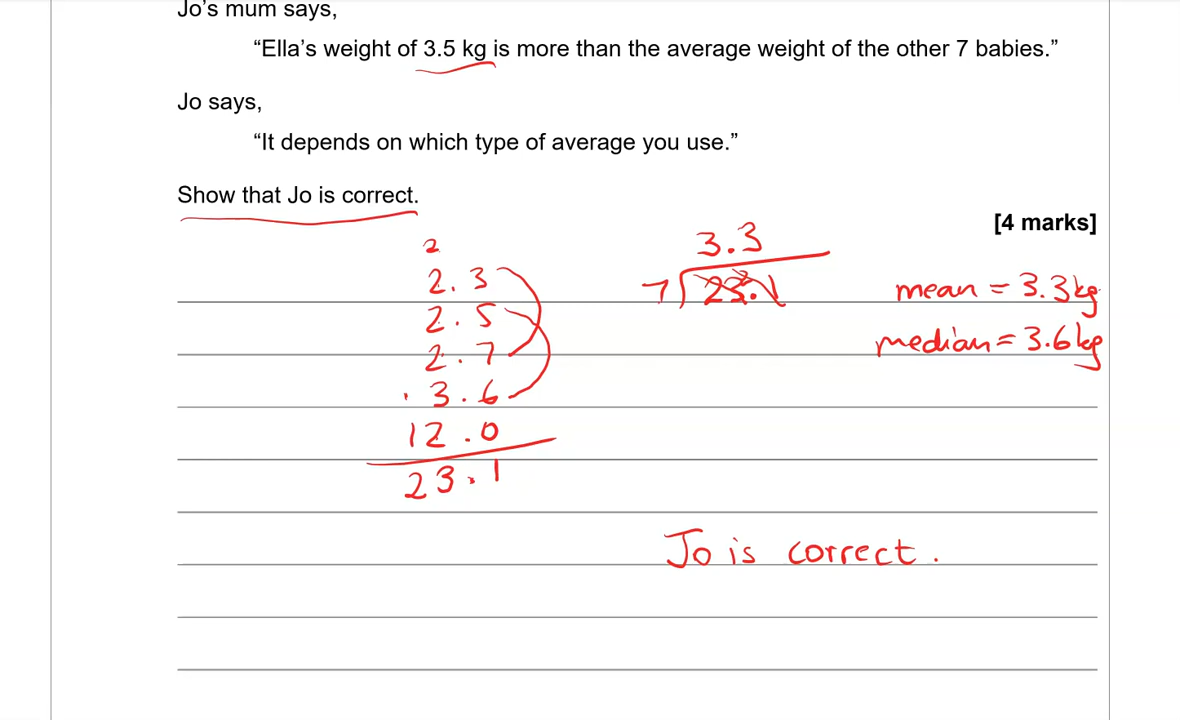 Jo's mum says,
“Ella's weight of 3.5 kg is more than the average weight of the other 7 babies.”
Jo says,
“It depends on which type of average you use.”
Show that Jo is correct.
[4 marks]
2
2.3
2.5
2.7
3.6
12.0
23.1
3.3
7)23.1
mean = 3.3kg
median = 3.6kg
Jo is correct.